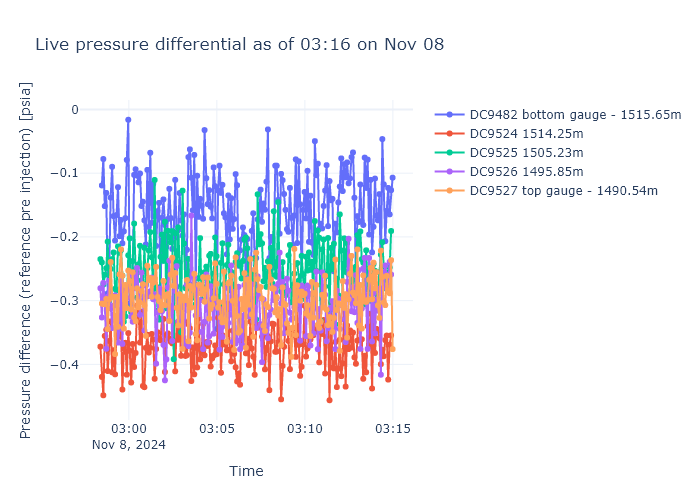 Live pressure differential as of 03:16 on Nov 08
Pressure difference (reference pre injection) [psia]
0
−0.1
−0.2
−0.3
−0.4
03:00
Nov 8, 2024
03:05
03:10
03:15
Time
DC9482 bottom gauge - 1515.65m
DC9524 1514.25m
DC9525 1505.23m
DC9526 1495.85m
DC9527 top gauge - 1490.54m